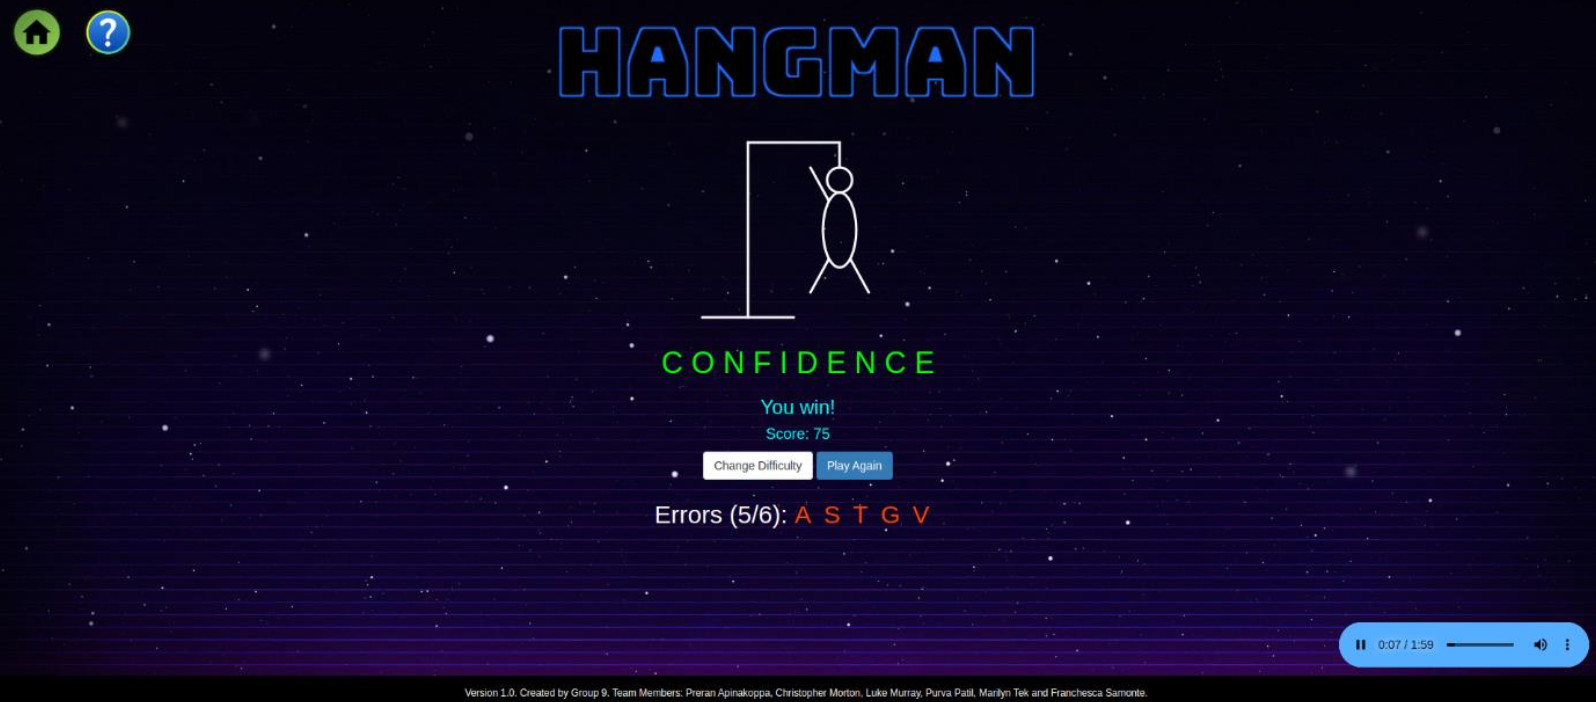 ?
HANGMAN
CONFIDENCE
You win!
Score: 75
Change Difficulty Play Again
Errors (5/6): A S T G V
0:07 / 1:59
Version 1.0. Created by Group 9. Team Members: Preran Apinakoppa, Christopher Morton, Luke Murray, Purva Patil, Marilyn Tek and Franchesca Samonte.